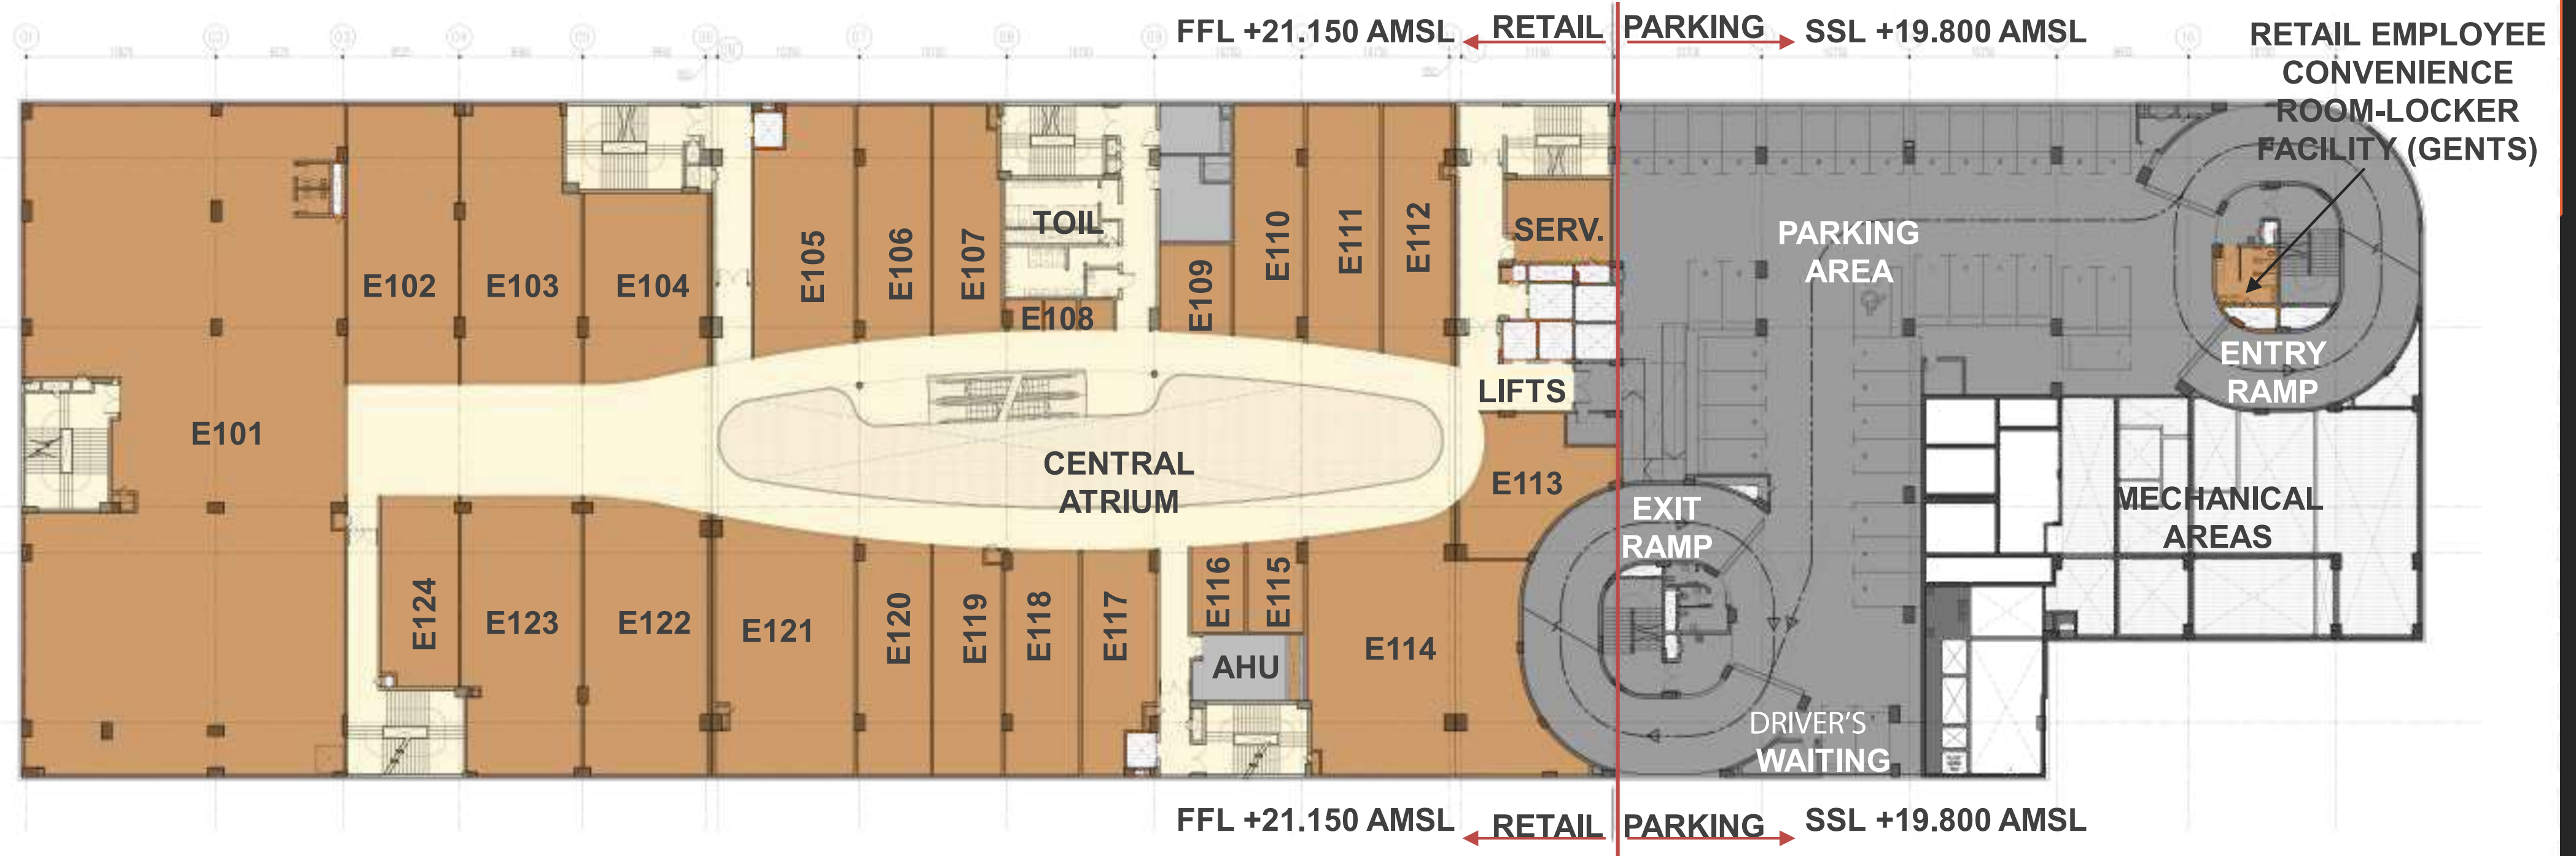 FFL +21.150 AMSL
RETAIL
PARKING
SSL +19.800 AMSL
RETAIL EMPLOYEE
CONVENIENCE
ROOM-LOCKER
FACILITY (GENTS)
E101
E102
E103
E104
E105
E106
E107
TOIL
E108
E109
E110
E111
E112
SERV.
LIFTS
PARKING
AREA
ENTRY
RAMP
CENTRAL
ATRIUM
E113
EXIT
RAMP
MECHANICAL
AREAS
E124
E123
E122
E121
E120
E119
E118
E117
E116
E115
AHU
E114
DRIVER'S
WAITING
FFL +21.150 AMSL
RETAIL
PARKING
SSL +19.800 AMSL